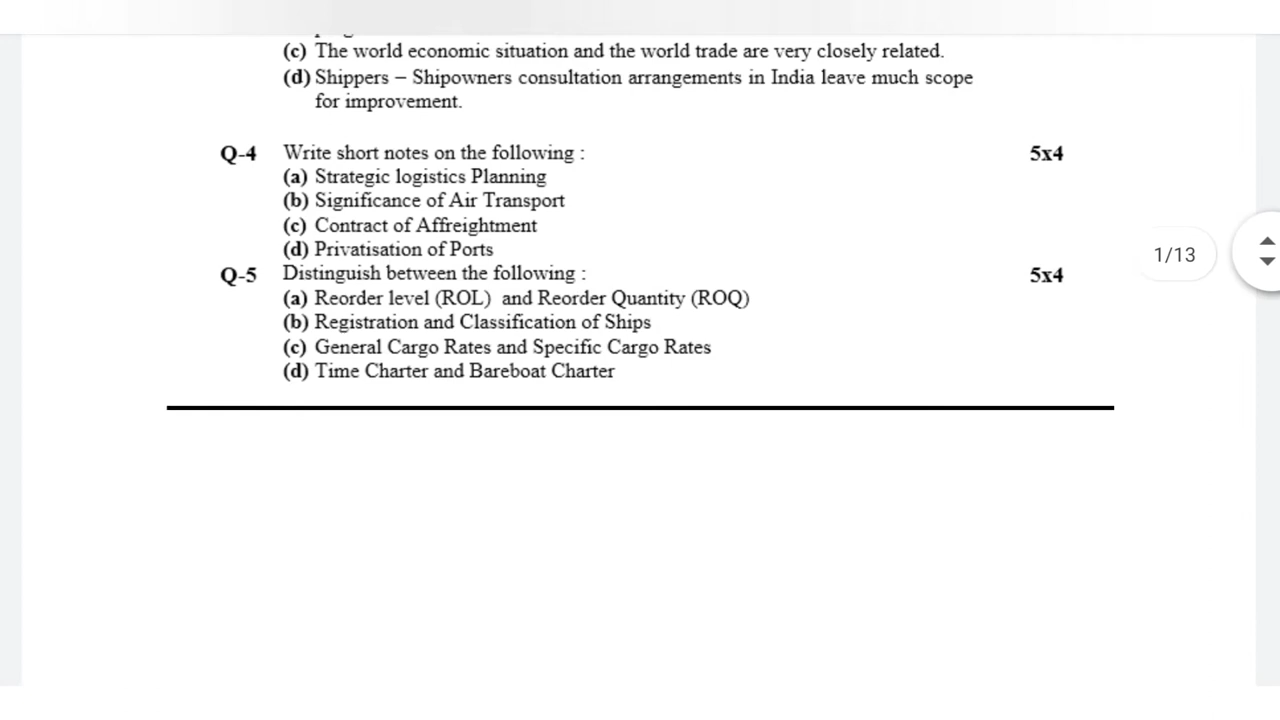 (c) The world economic situation and the world trade are very closely related.
(d) Shippers – Shipowners consultation arrangements in India leave much scope
for improvement.
Q-4 Write short notes on the following : 5x4
(a) Strategic logistics Planning
(b) Significance of Air Transport
(c) Contract of Affreightment
(d) Privatisation of Ports
1/13
Q-5 Distinguish between the following : 5x4
(a) Reorder level (ROL) and Reorder Quantity (ROQ)
(b) Registration and Classification of Ships
(c) General Cargo Rates and Specific Cargo Rates
(d) Time Charter and Bareboat Charter